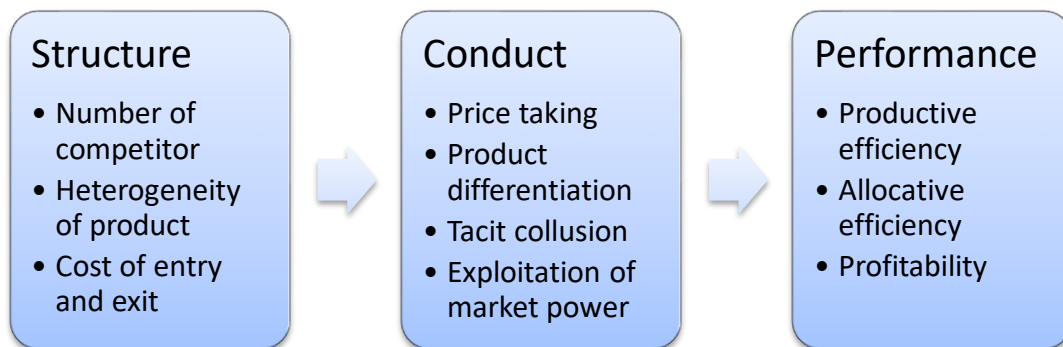 Structure
• Number of
competitor
• Heterogeneity
of product
• Cost of entry
and exit
Conduct
• Price taking
• Product
differentiation
• Tacit collusion
• Exploitation of
market power
Performance
• Productive
efficiency
• Allocative
efficiency
• Profitability